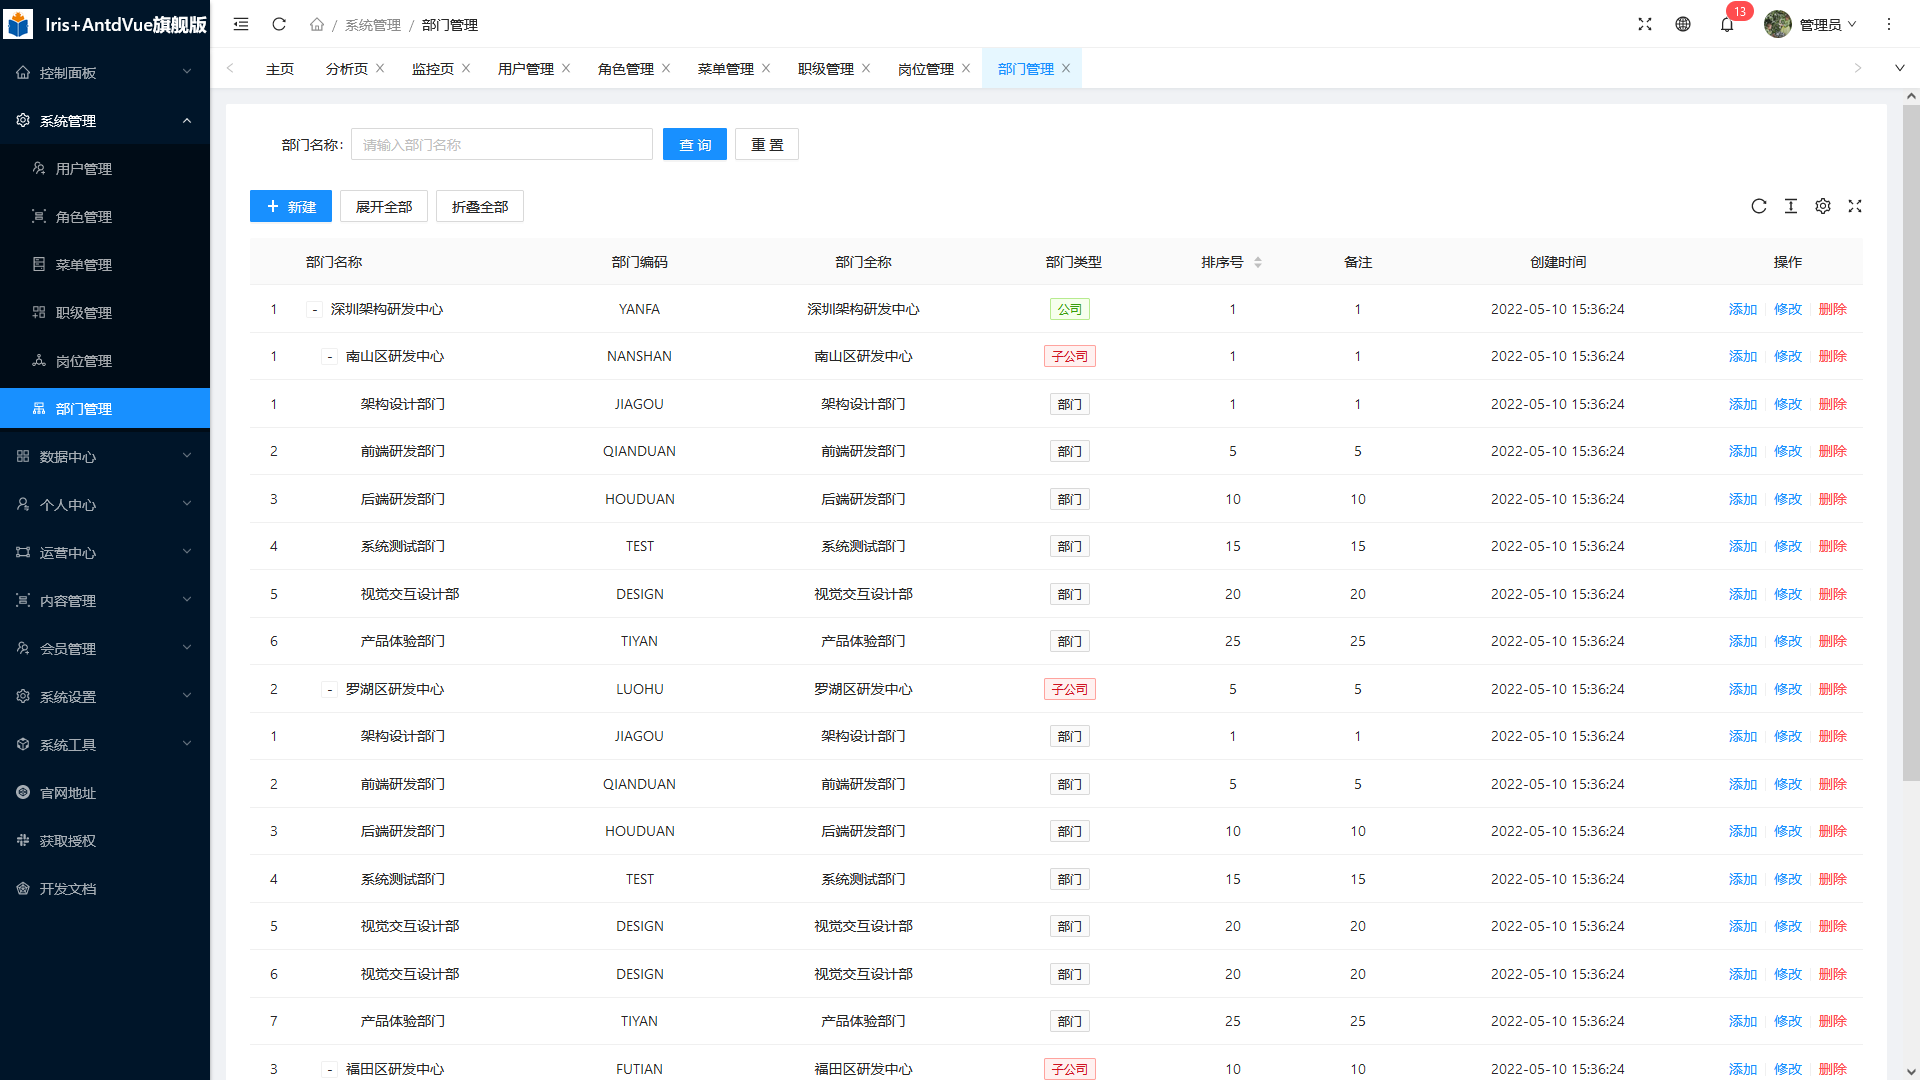 Iris+AntdVue旗舰版
/ 系统管理 / 部门管理
13
管理员
控制面板
系统管理
用户管理
角色管理
菜单管理
职级管理
岗位管理
部门管理
数据中心
个人中心
运营中心
内容管理
会员管理
系统设置
系统工具
官网地址
获取授权
开发文档
主页 分析页 监控页 用户管理 角色管理 菜单管理 职级管理 岗位管理 部门管理
部门名称: 请输入部门名称 查 询 重 置
新建 展开全部 折叠全部
部门名称 部门编码 部门全称 部门类型 排序号 备注 创建时间 操作
1 - 深圳架构研发中心 YANFA 深圳架构研发中心 公司 1 1 2022-05-10 15:36:24 添加 修改 删除
1 - 南山区研发中心 NANSHAN 南山区研发中心 子公司 1 1 2022-05-10 15:36:24 添加 修改 删除
1 架构设计部门 JIAGOU 架构设计部门 部门 1 1 2022-05-10 15:36:24 添加 修改 删除
2 前端研发部门 QIANDUAN 前端研发部门 部门 5 5 2022-05-10 15:36:24 添加 修改 删除
3 后端研发部门 HOUDUAN 后端研发部门 部门 10 10 2022-05-10 15:36:24 添加 修改 删除
4 系统测试部门 TEST 系统测试部门 部门 15 15 2022-05-10 15:36:24 添加 修改 删除
5 视觉交互设计部 DESIGN 视觉交互设计部 部门 20 20 2022-05-10 15:36:24 添加 修改 删除
6 产品体验部门 TIYAN 产品体验部门 部门 25 25 2022-05-10 15:36:24 添加 修改 删除
2 - 罗湖区研发中心 LUOHU 罗湖区研发中心 子公司 5 5 2022-05-10 15:36:24 添加 修改 删除
1 架构设计部门 JIAGOU 架构设计部门 部门 1 1 2022-05-10 15:36:24 添加 修改 删除
2 前端研发部门 QIANDUAN 前端研发部门 部门 5 5 2022-05-10 15:36:24 添加 修改 删除
3 后端研发部门 HOUDUAN 后端研发部门 部门 10 10 2022-05-10 15:36:24 添加 修改 删除
4 系统测试部门 TEST 系统测试部门 部门 15 15 2022-05-10 15:36:24 添加 修改 删除
5 视觉交互设计部 DESIGN 视觉交互设计部 部门 20 20 2022-05-10 15:36:24 添加 修改 删除
6 视觉交互设计部 DESIGN 视觉交互设计部 部门 20 20 2022-05-10 15:36:24 添加 修改 删除
7 产品体验部门 TIYAN 产品体验部门 部门 25 25 2022-05-10 15:36:24 添加 修改 删除
3 - 福田区研发中心 FUTIAN 福田区研发中心 子公司 10 10 2022-05-10 15:36:24 添加 修改 删除